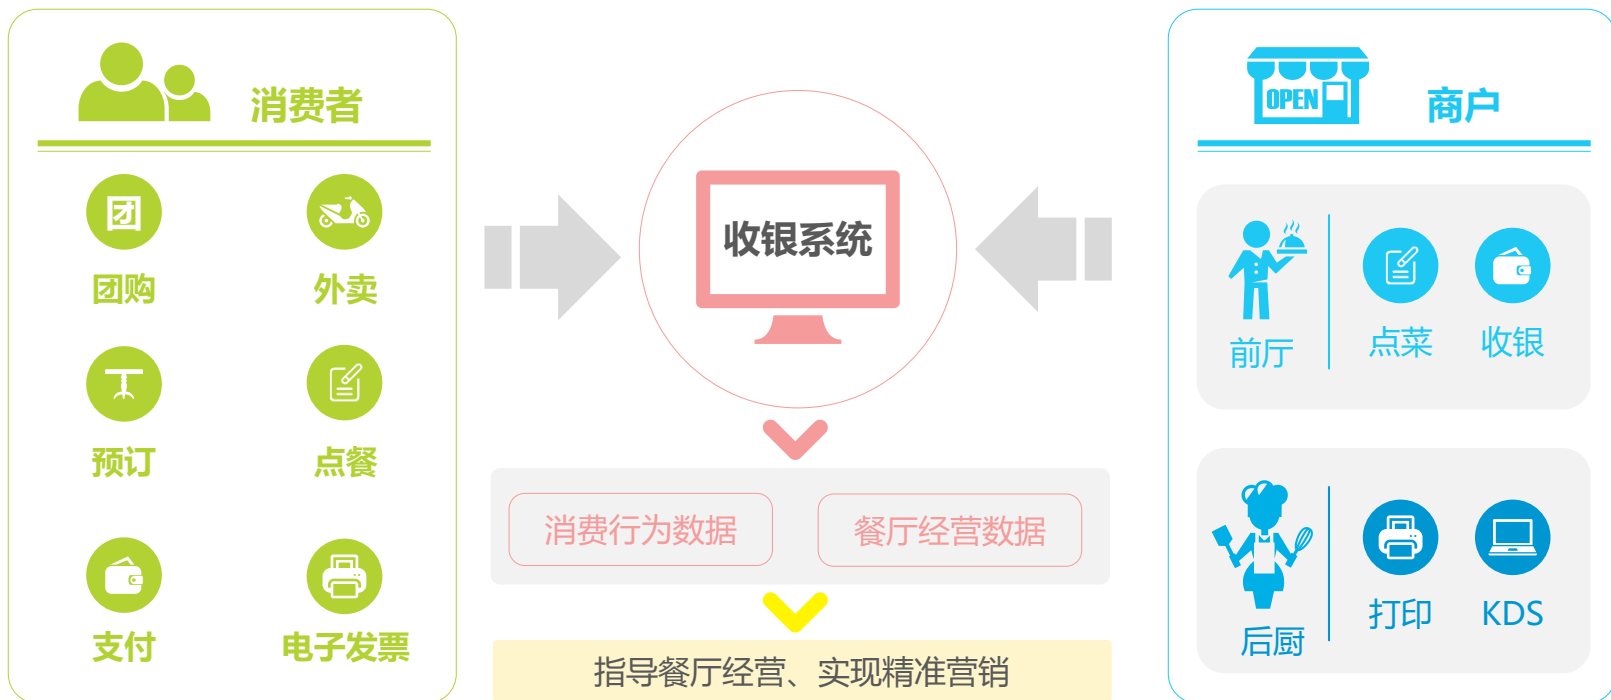 消费者
团
团购
外卖
预订
点餐
支付
电子发票
收银系统
消费行为数据
餐厅经营数据
指导餐厅经营、实现精准营销
OPEN
商户
前厅
点菜
收银
后厨
打印
KDS